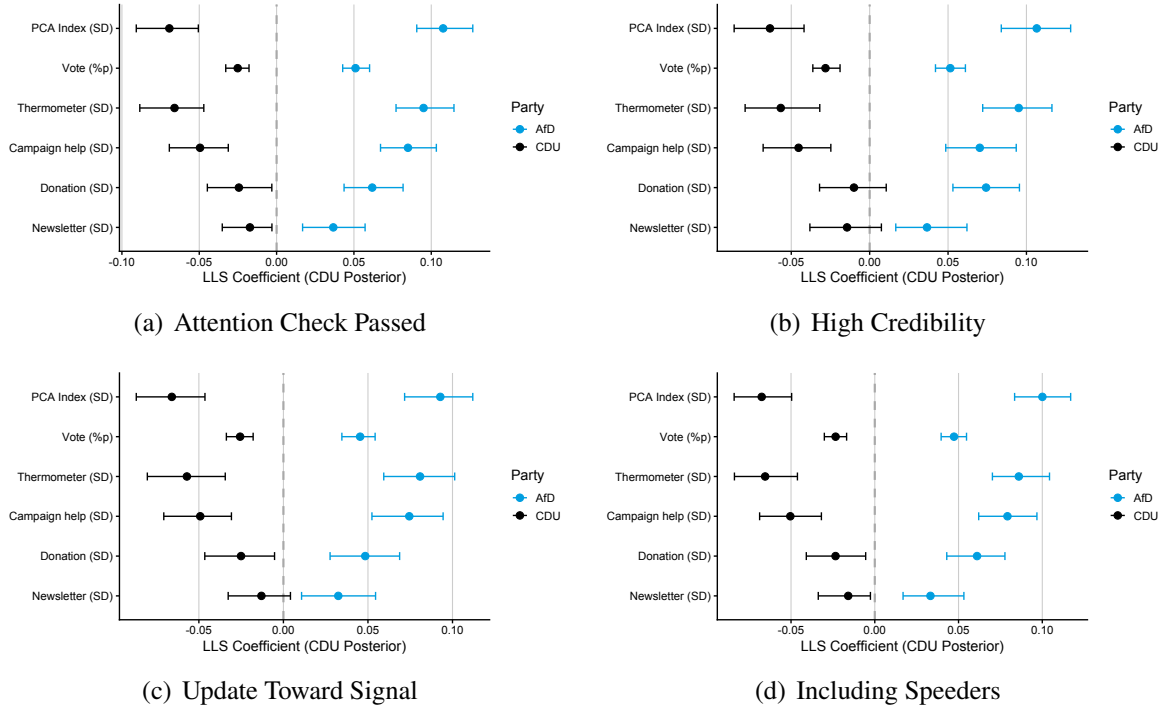 PCA Index (SD)
Vote (%p)
Thermometer (SD)
Campaign help (SD)
Donation (SD)
Newsletter (SD)
-0.10 -0.05 0.00 0.05 0.10
LLS Coefficient (CDU Posterior)
Party
AfD
CDU
(a) Attention Check Passed
PCA Index (SD)
Vote (%p)
Thermometer (SD)
Campaign help (SD)
Donation (SD)
Newsletter (SD)
-0.05 0.00 0.05 0.10
LLS Coefficient (CDU Posterior)
Party
AfD
CDU
(b) High Credibility
PCA Index (SD)
Vote (%p)
Thermometer (SD)
Campaign help (SD)
Donation (SD)
Newsletter (SD)
-0.05 0.00 0.05 0.10
LLS Coefficient (CDU Posterior)
Party
AfD
CDU
(c) Update Toward Signal
PCA Index (SD)
Vote (%p)
Thermometer (SD)
Campaign help (SD)
Donation (SD)
Newsletter (SD)
-0.05 0.00 0.05 0.10
LLS Coefficient (CDU Posterior)
Party
AfD
CDU
(d) Including Speeders